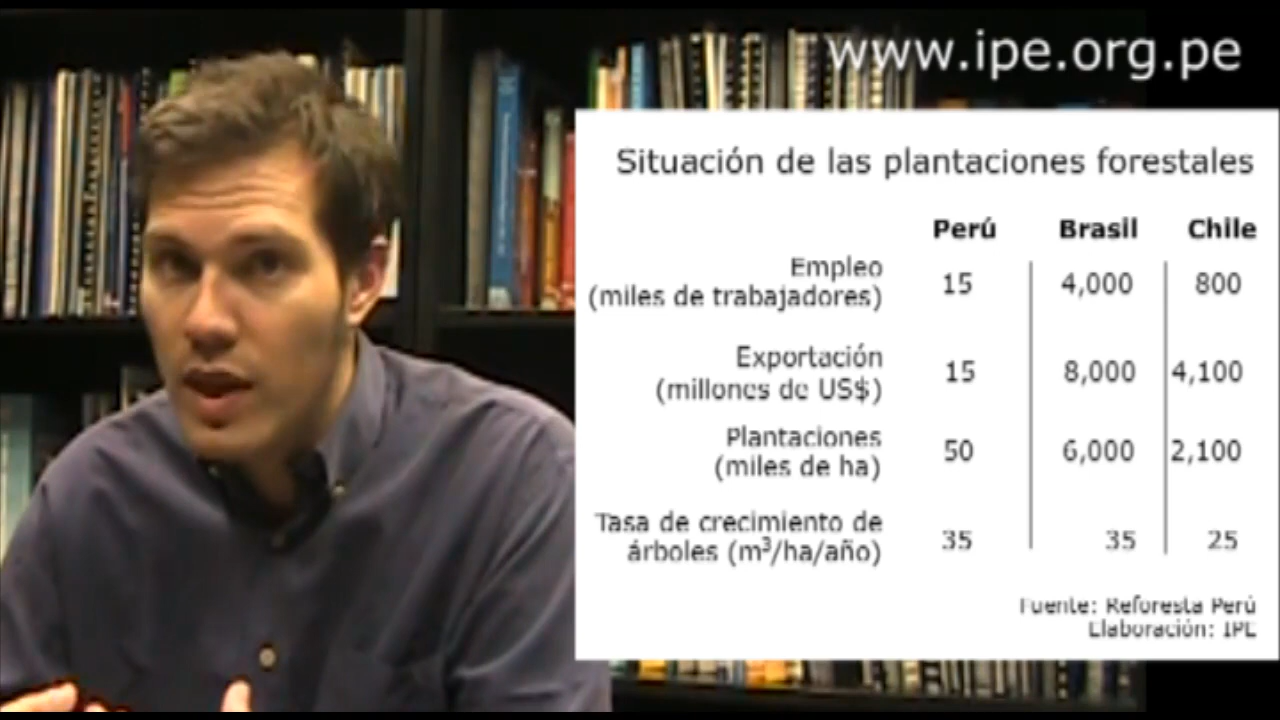 www.ipe.org.pe
Situación de las plantaciones forestales
Perú Brasil Chile
Empleo
(miles de trabajadores) 15 4,000 800
Exportación
(millones de US$) 15 8,000 4,100
Plantaciones
(miles de ha) 50 6,000 2,100
Tasa de crecimiento de
árboles (m³/ha/año) 35 35 25
Fuente: Reforesta Perú
Elaboración: IPE